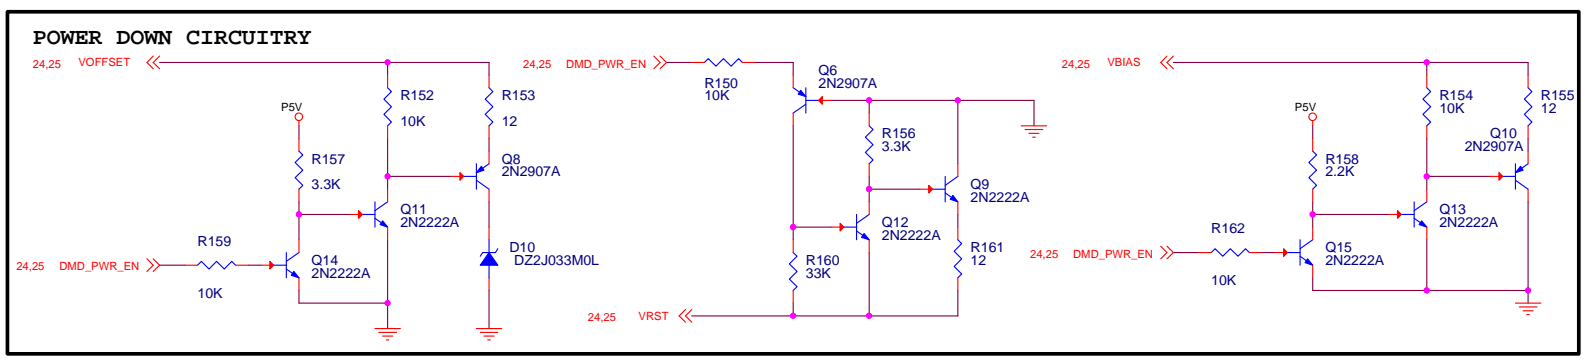 POWER DOWN CIRCUITRY
24,25 VOFFSET
R152
10K
R153
12
P5V
R157
3.3K
Q8
2N2907A
Q11
2N2222A
R159
10K
24,25 DMD_PWR_EN
Q14
2N2222A
D10
DZ2J033M0L
24,25 DMD_PWR_EN
R150
10K
Q6
2N2907A
R156
3.3K
Q9
2N2222A
Q12
2N2222A
R160
33K
R161
12
24,25 VRST
24,25 VBIAS
R154
10K
R155
12
P5V
R158
2.2K
Q10
2N2907A
Q13
2N2222A
R162
10K
24,25 DMD_PWR_EN
Q15
2N2222A